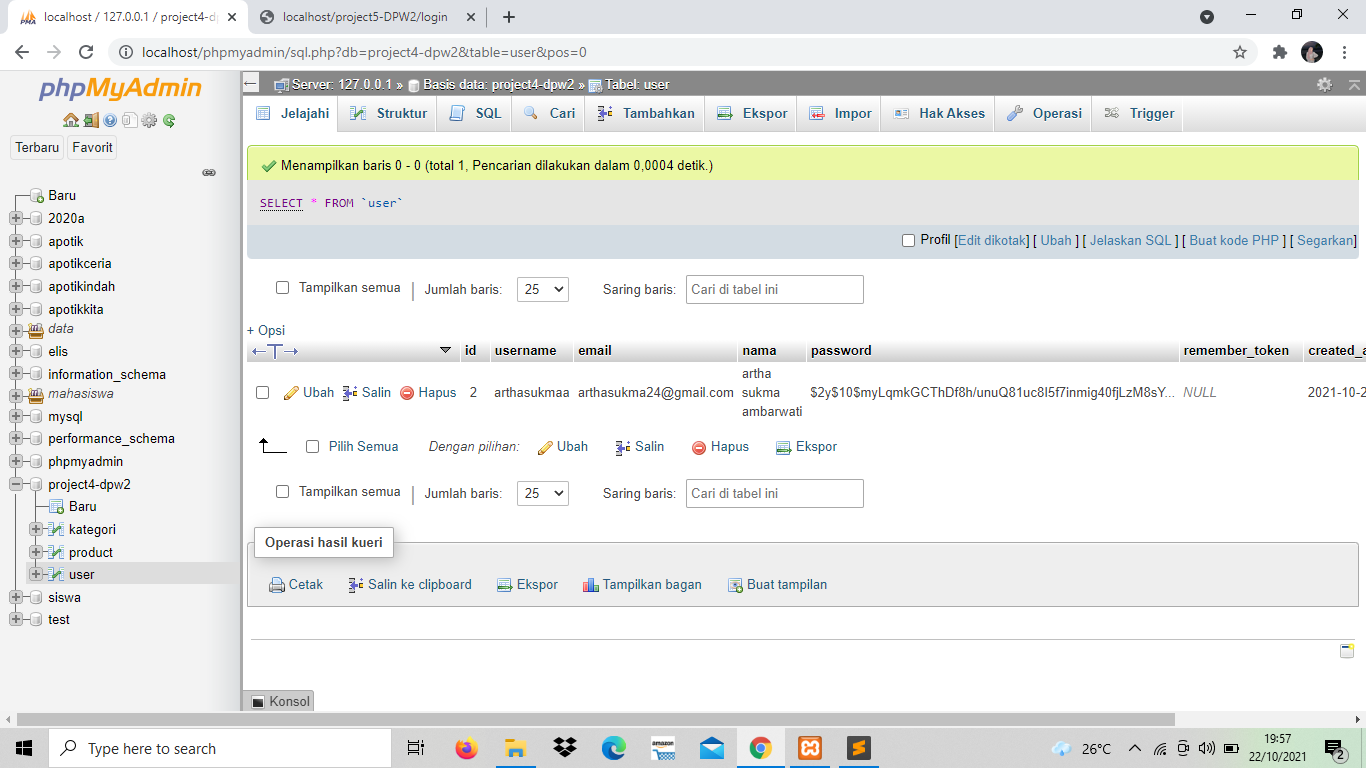 localhost / 127.0.0.1 / project4-d
localhost/project5-DPW2/login
localhost/phpmyadmin/sql.php?db=project4-dpw2&table=user&pos=0
phpMyAdmin
Terbaru Favorit
Baru
2020a
apotik
apotikceria
apotikindah
apotikkita
data
elis
information_schema
mahasiswa
mysql
performance_schema
phpmyadmin
project4-dpw2
Baru
kategori
product
user
siswa
test
Server: 127.0.0.1 » Basis data: project4-dpw2 » Tabel: user
Jelajahi Struktur SQL Cari Tambahkan Ekspor Impor Hak Akses Operasi Trigger
Menampilkan baris 0 - 0 (total 1, Pencarian dilakukan dalam 0,0004 detik.)
SELECT * FROM `user`
Profil [Edit dikotak] [ Ubah ] [ Jelaskan SQL ] [ Buat kode PHP ] [ Segarkan]
Tampilkan semua | Jumlah baris: 25 Saring baris: Cari di tabel ini
+ Opsi
←T→ id username email nama password remember_token created_a
Ubah Salin Hapus 2 arthasukmaa arthasukma24@gmail.com artha sukma ambarwati $2y$10$myLqmkGCThDf8h/unuQ81uc8I5f7inmig40fjLzM8sY... NULL 2021-10-2
Pilih Semua Dengan pilihan: Ubah Salin Hapus Ekspor
Tampilkan semua | Jumlah baris: 25 Saring baris: Cari di tabel ini
Operasi hasil kueri
Cetak Salin ke clipboard Ekspor Tampilkan bagan Buat tampilan
Konsol
Type here to search
amazon
26°C
19:57
22/10/2021
2